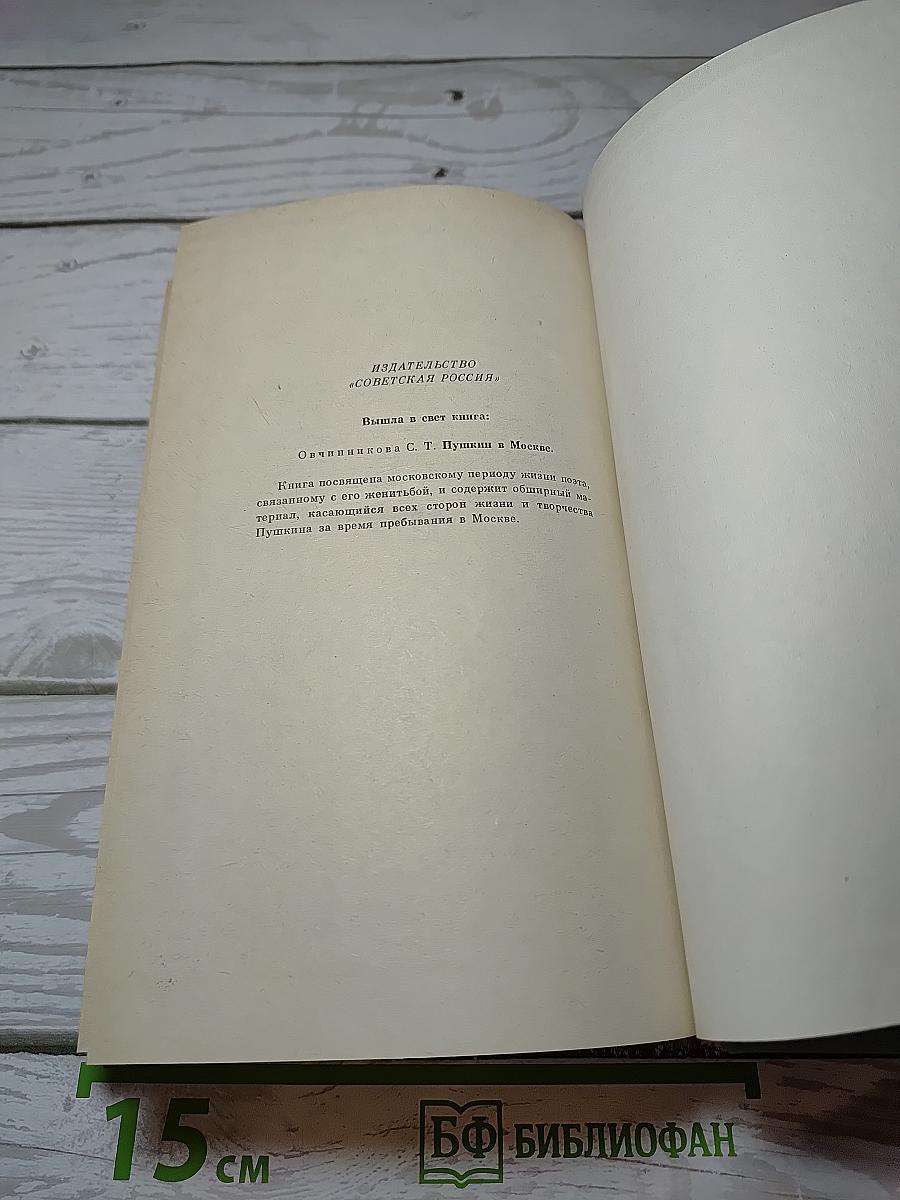 ИЗДАТЕЛЬСТВО
«СОВЕТСКАЯ РОССИЯ»
Вышла в свет книга:
Овчинникова С. Т. Пушкин в Москве.
Книга посвящена московскому периоду жизни поэта,
связанному с его женитьбой, и содержит обширный ма-
териал, касающийся всех сторон жизни и творчества
Пушкина за время пребывания в Москве.
15 см
БФ БИБЛИОФАН